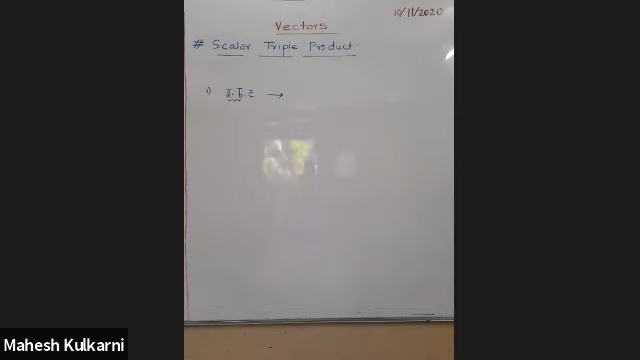 10/11/2020
Vectors
# Scalar Triple Product
1) a̅ · b̅ · c̅ →
Mahesh Kulkarni